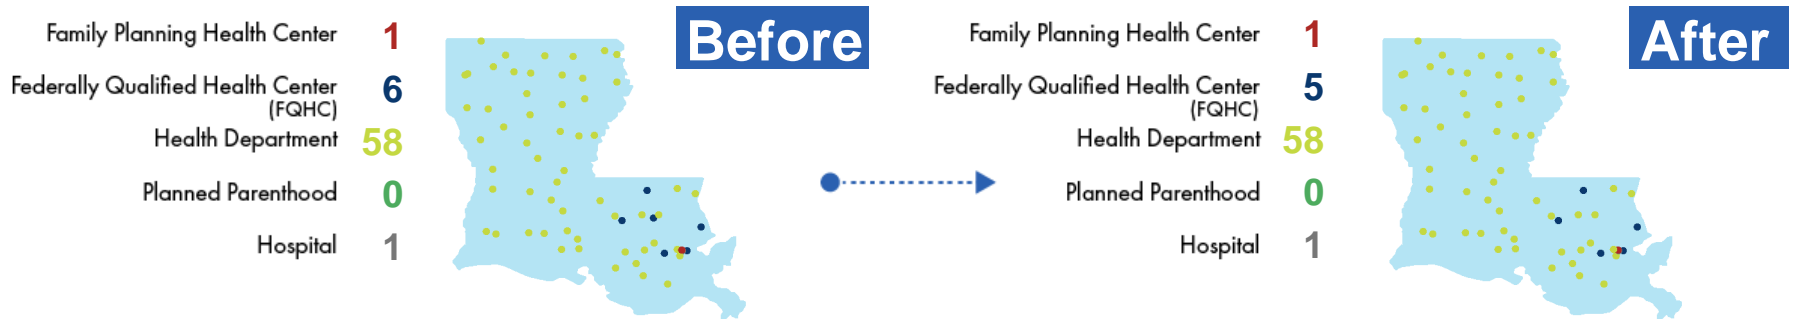 Before
Family Planning Health Center 1
Federally Qualified Health Center 6
(FQHC)
Health Department 58
Planned Parenthood 0
Hospital 1
After
Family Planning Health Center 1
Federally Qualified Health Center 5
(FQHC)
Health Department 58
Planned Parenthood 0
Hospital 1